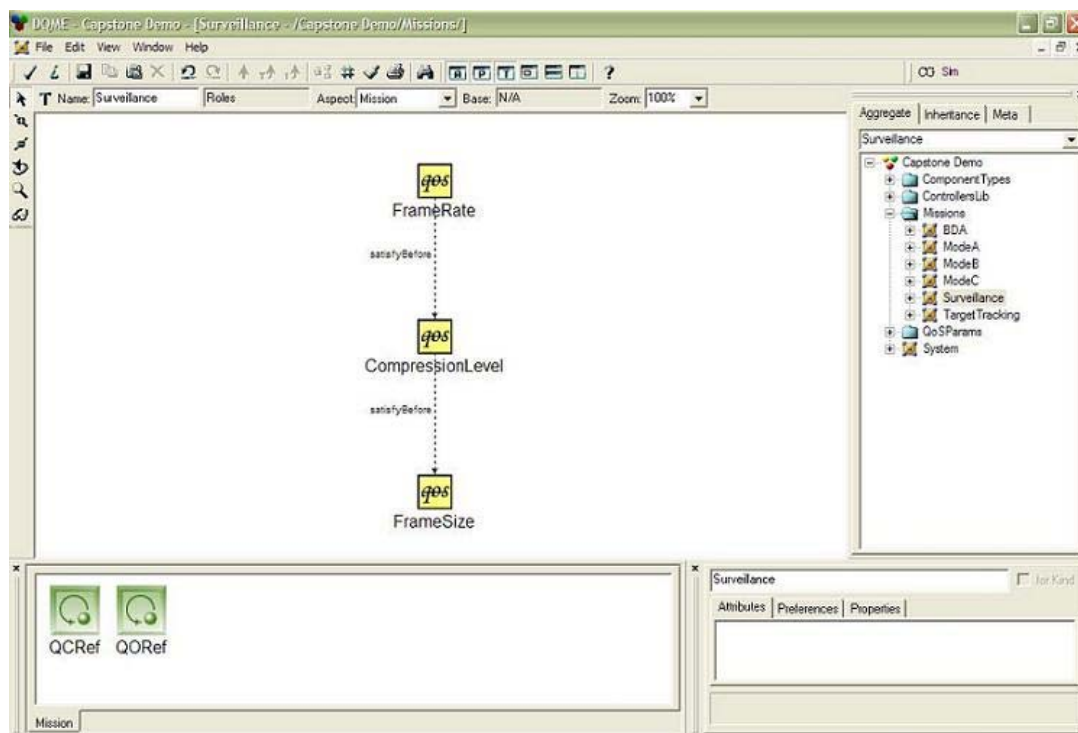 DQME - Capstone Demo - [Surveillance - /Capstone Demo/Missions/]
File Edit View Window Help
Sim
Name: Surveillance Roles Aspect: Mission Base: N/A Zoom: 100%
Aggregate Inheritance Meta
Surveillance
Capstone Demo
ComponentTypes
ControllersLib
Missions
BDA
ModeA
ModeB
ModeC
Surveillance
TargetTracking
QoSParams
System
qos
FrameRate
satisfyBefore
qos
CompressionLevel
satisfyBefore
qos
FrameSize
QCRef QORef
Mission
Surveillance
Kind
Attributes Preferences Properties